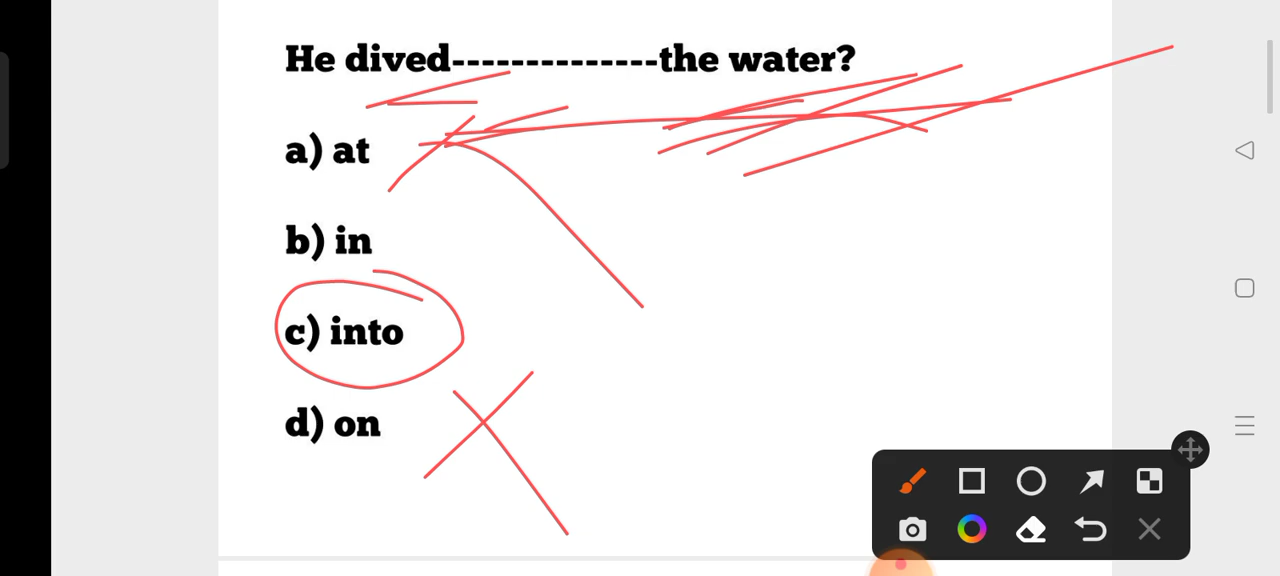 He dived--------------the water?
a) at
b) in
c) into
d) on